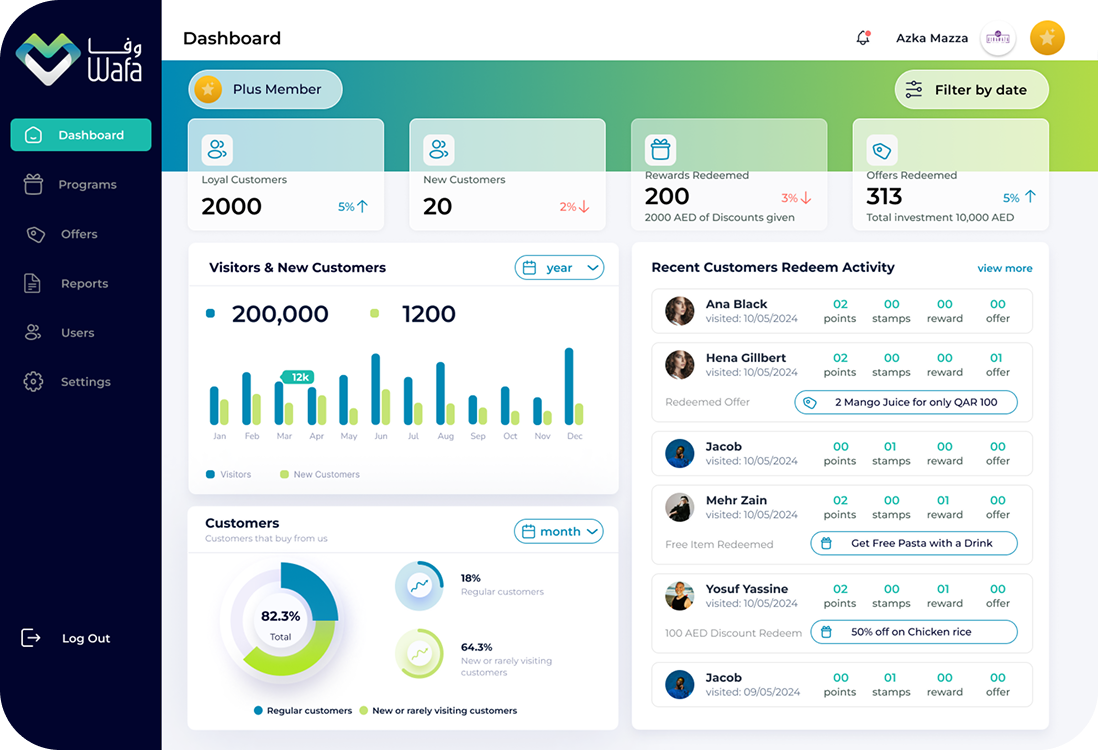 وفا
Wafa
Dashboard
Programs
Offers
Reports
Users
Settings
Log Out
Dashboard
Azka Mazza
Plus Member
Filter by date
Loyal Customers
2000
5%
New Customers
20
2%
Rewards Redeemed
200
3%
2000 AED of Discounts given
Offers Redeemed
313
5%
Total investment 10,000 AED
Visitors & New Customers
year
200,000
1200
12k
Jan Feb Mar Apr May Jun Jul Aug Sep Oct Nov Dec
Visitors New Customers
Customers
Customers that buy from us
month
82.3%
Total
18%
Regular customers
64.3%
New or rarely visiting
customers
Regular customers New or rarely visiting customers
Recent Customers Redeem Activity
view more
Ana Black 02 00 00 00
visited: 10/05/2024 points stamps reward offer
Hena Gillbert 02 00 00 01
visited: 10/05/2024 points stamps reward offer
Redeemed Offer 2 Mango Juice for only QAR 100
Jacob 00 01 00 00
visited: 10/05/2024 points stamps reward offer
Mehr Zain 02 00 01 00
visited: 10/05/2024 points stamps reward offer
Free Item Redeemed Get Free Pasta with a Drink
Yosuf Yassine 02 00 01 00
visited: 10/05/2024 points stamps reward offer
100 AED Discount Redeem 50% off on Chicken rice
Jacob 00 01 00 00
visited: 09/05/2024 points stamps reward offer